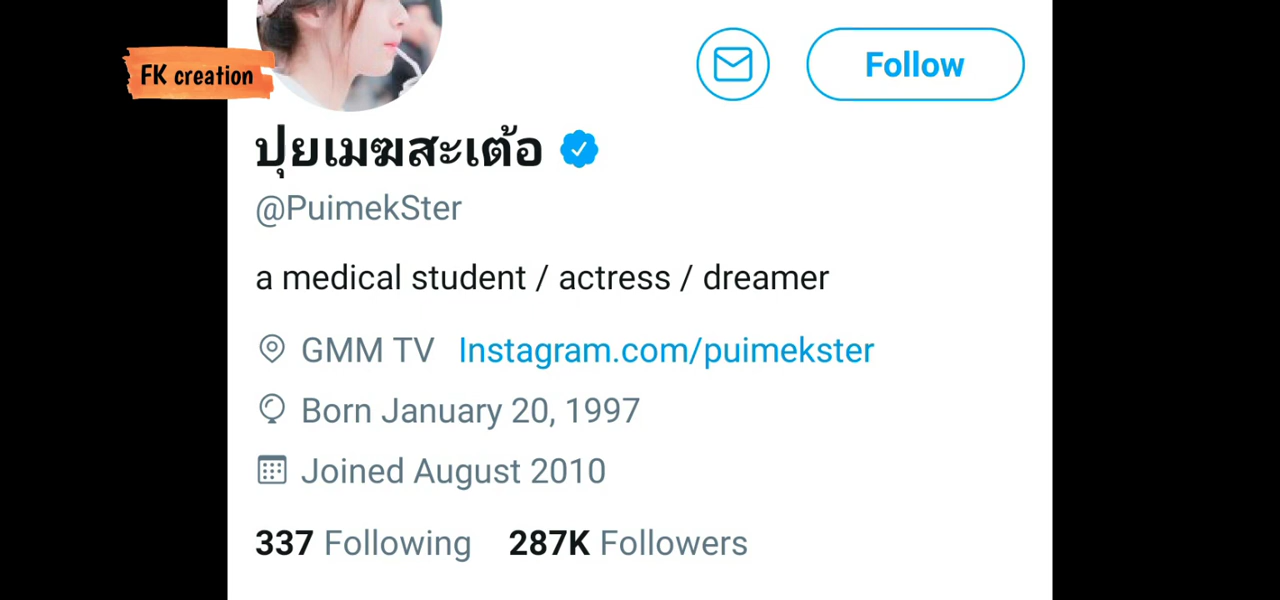 FK creation
Follow
ปุยเมฆสะเต้อ
@PuimekSter
a medical student / actress / dreamer
GMM TV Instagram.com/puimekster
Born January 20, 1997
Joined August 2010
337 Following 287K Followers